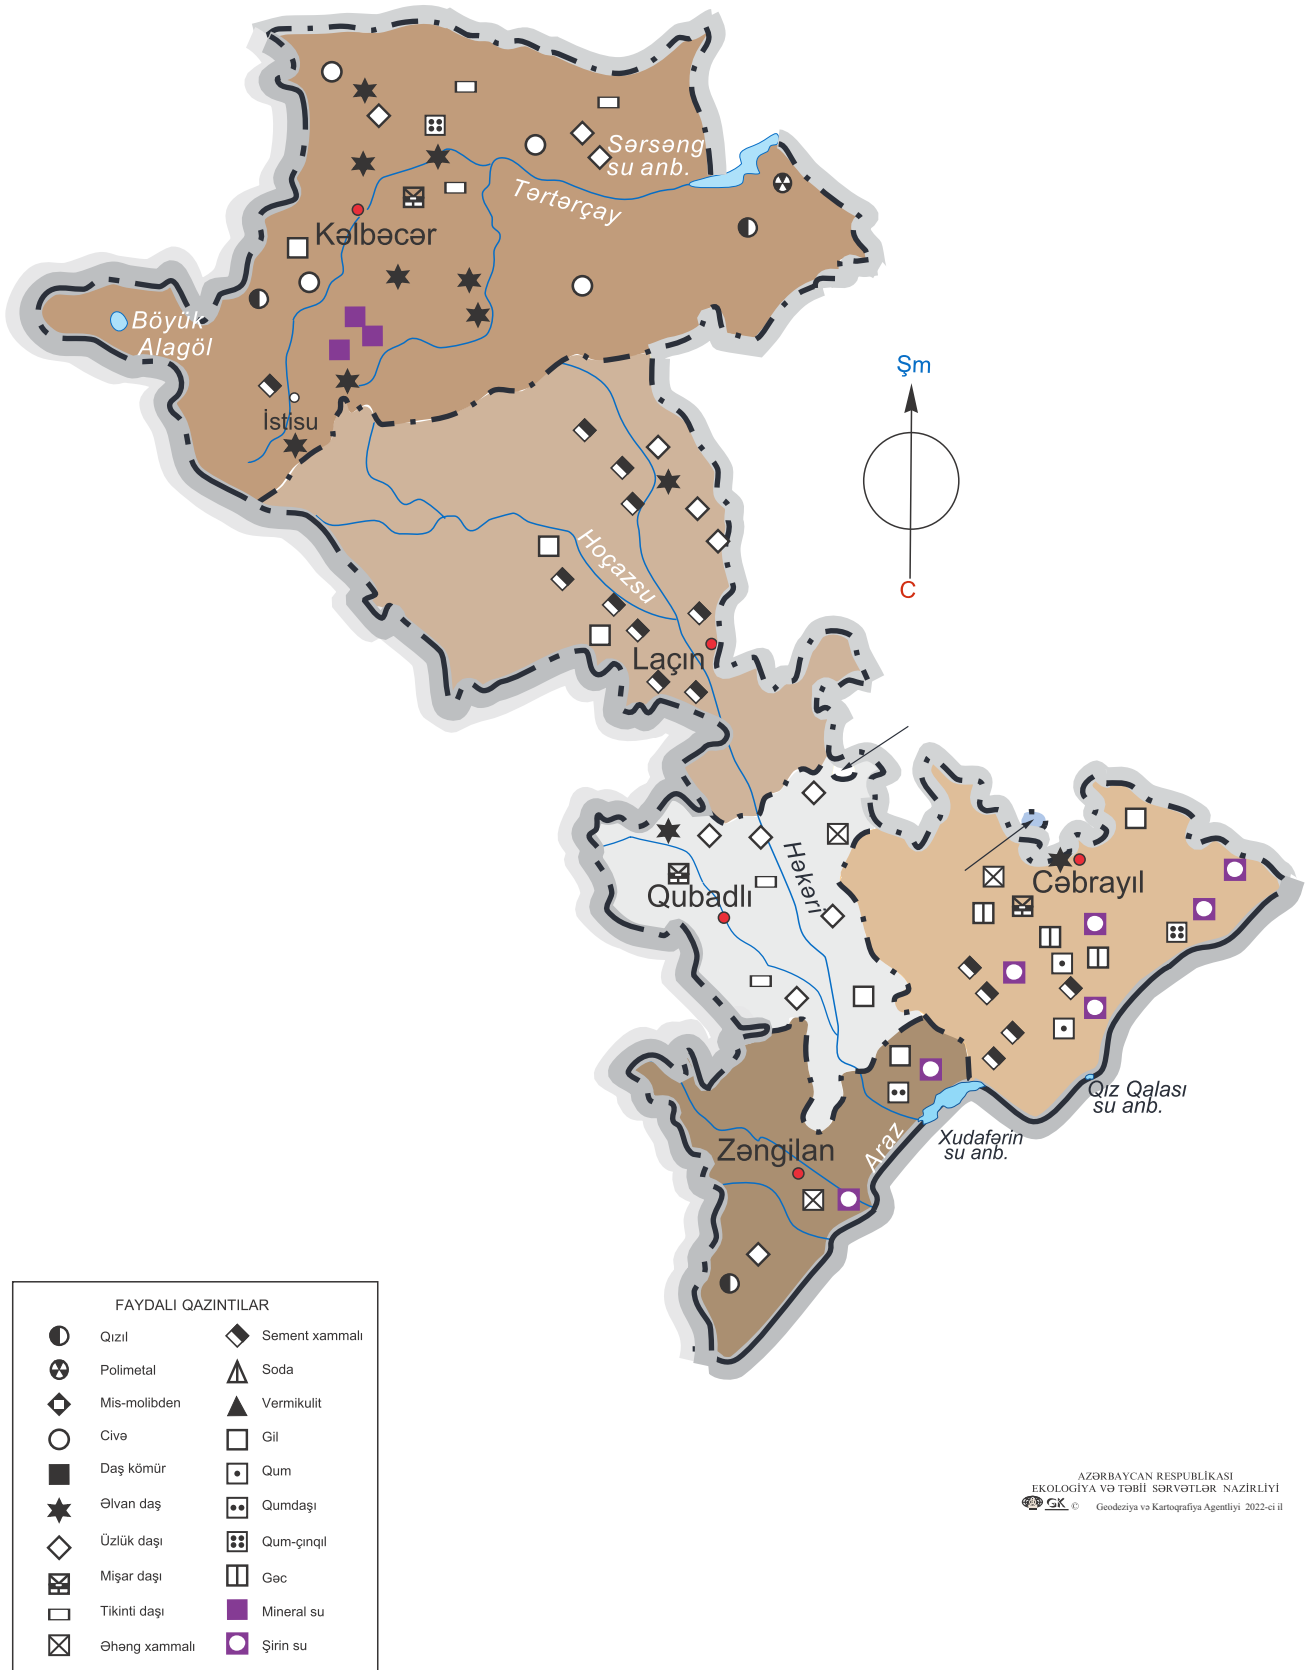 Sərsəng
su anb.
Tərtərçay
Kəlbəcər
Böyük
Alagöl
İstisu
Şm
C
Hoçazsu
Laçın
Həkəri
Qubadlı
Cəbrayıl
Qız Qalası
su anb.
Xudafərin
su anb.
Araz
Zəngilan
FAYDALI QAZINTILAR
Qızıl
Polimetal
Mis-molibden
Civə
Daş kömür
Əlvan daş
Üzlük daşı
Mişar daşı
Tikinti daşı
Əhəng xammalı
Sement xammalı
Soda
Vermikulit
Gil
Qum
Qumdaşı
Qum-çınqıl
Gəc
Mineral su
Şirin su
AZƏRBAYCAN RESPUBLİKASI
EKOLOGİYA VƏ TƏBİİ SƏRVƏTLƏR NAZİRLİYİ
GK © Geodeziya və Kartoqrafiya Agentliyi 2022-ci il